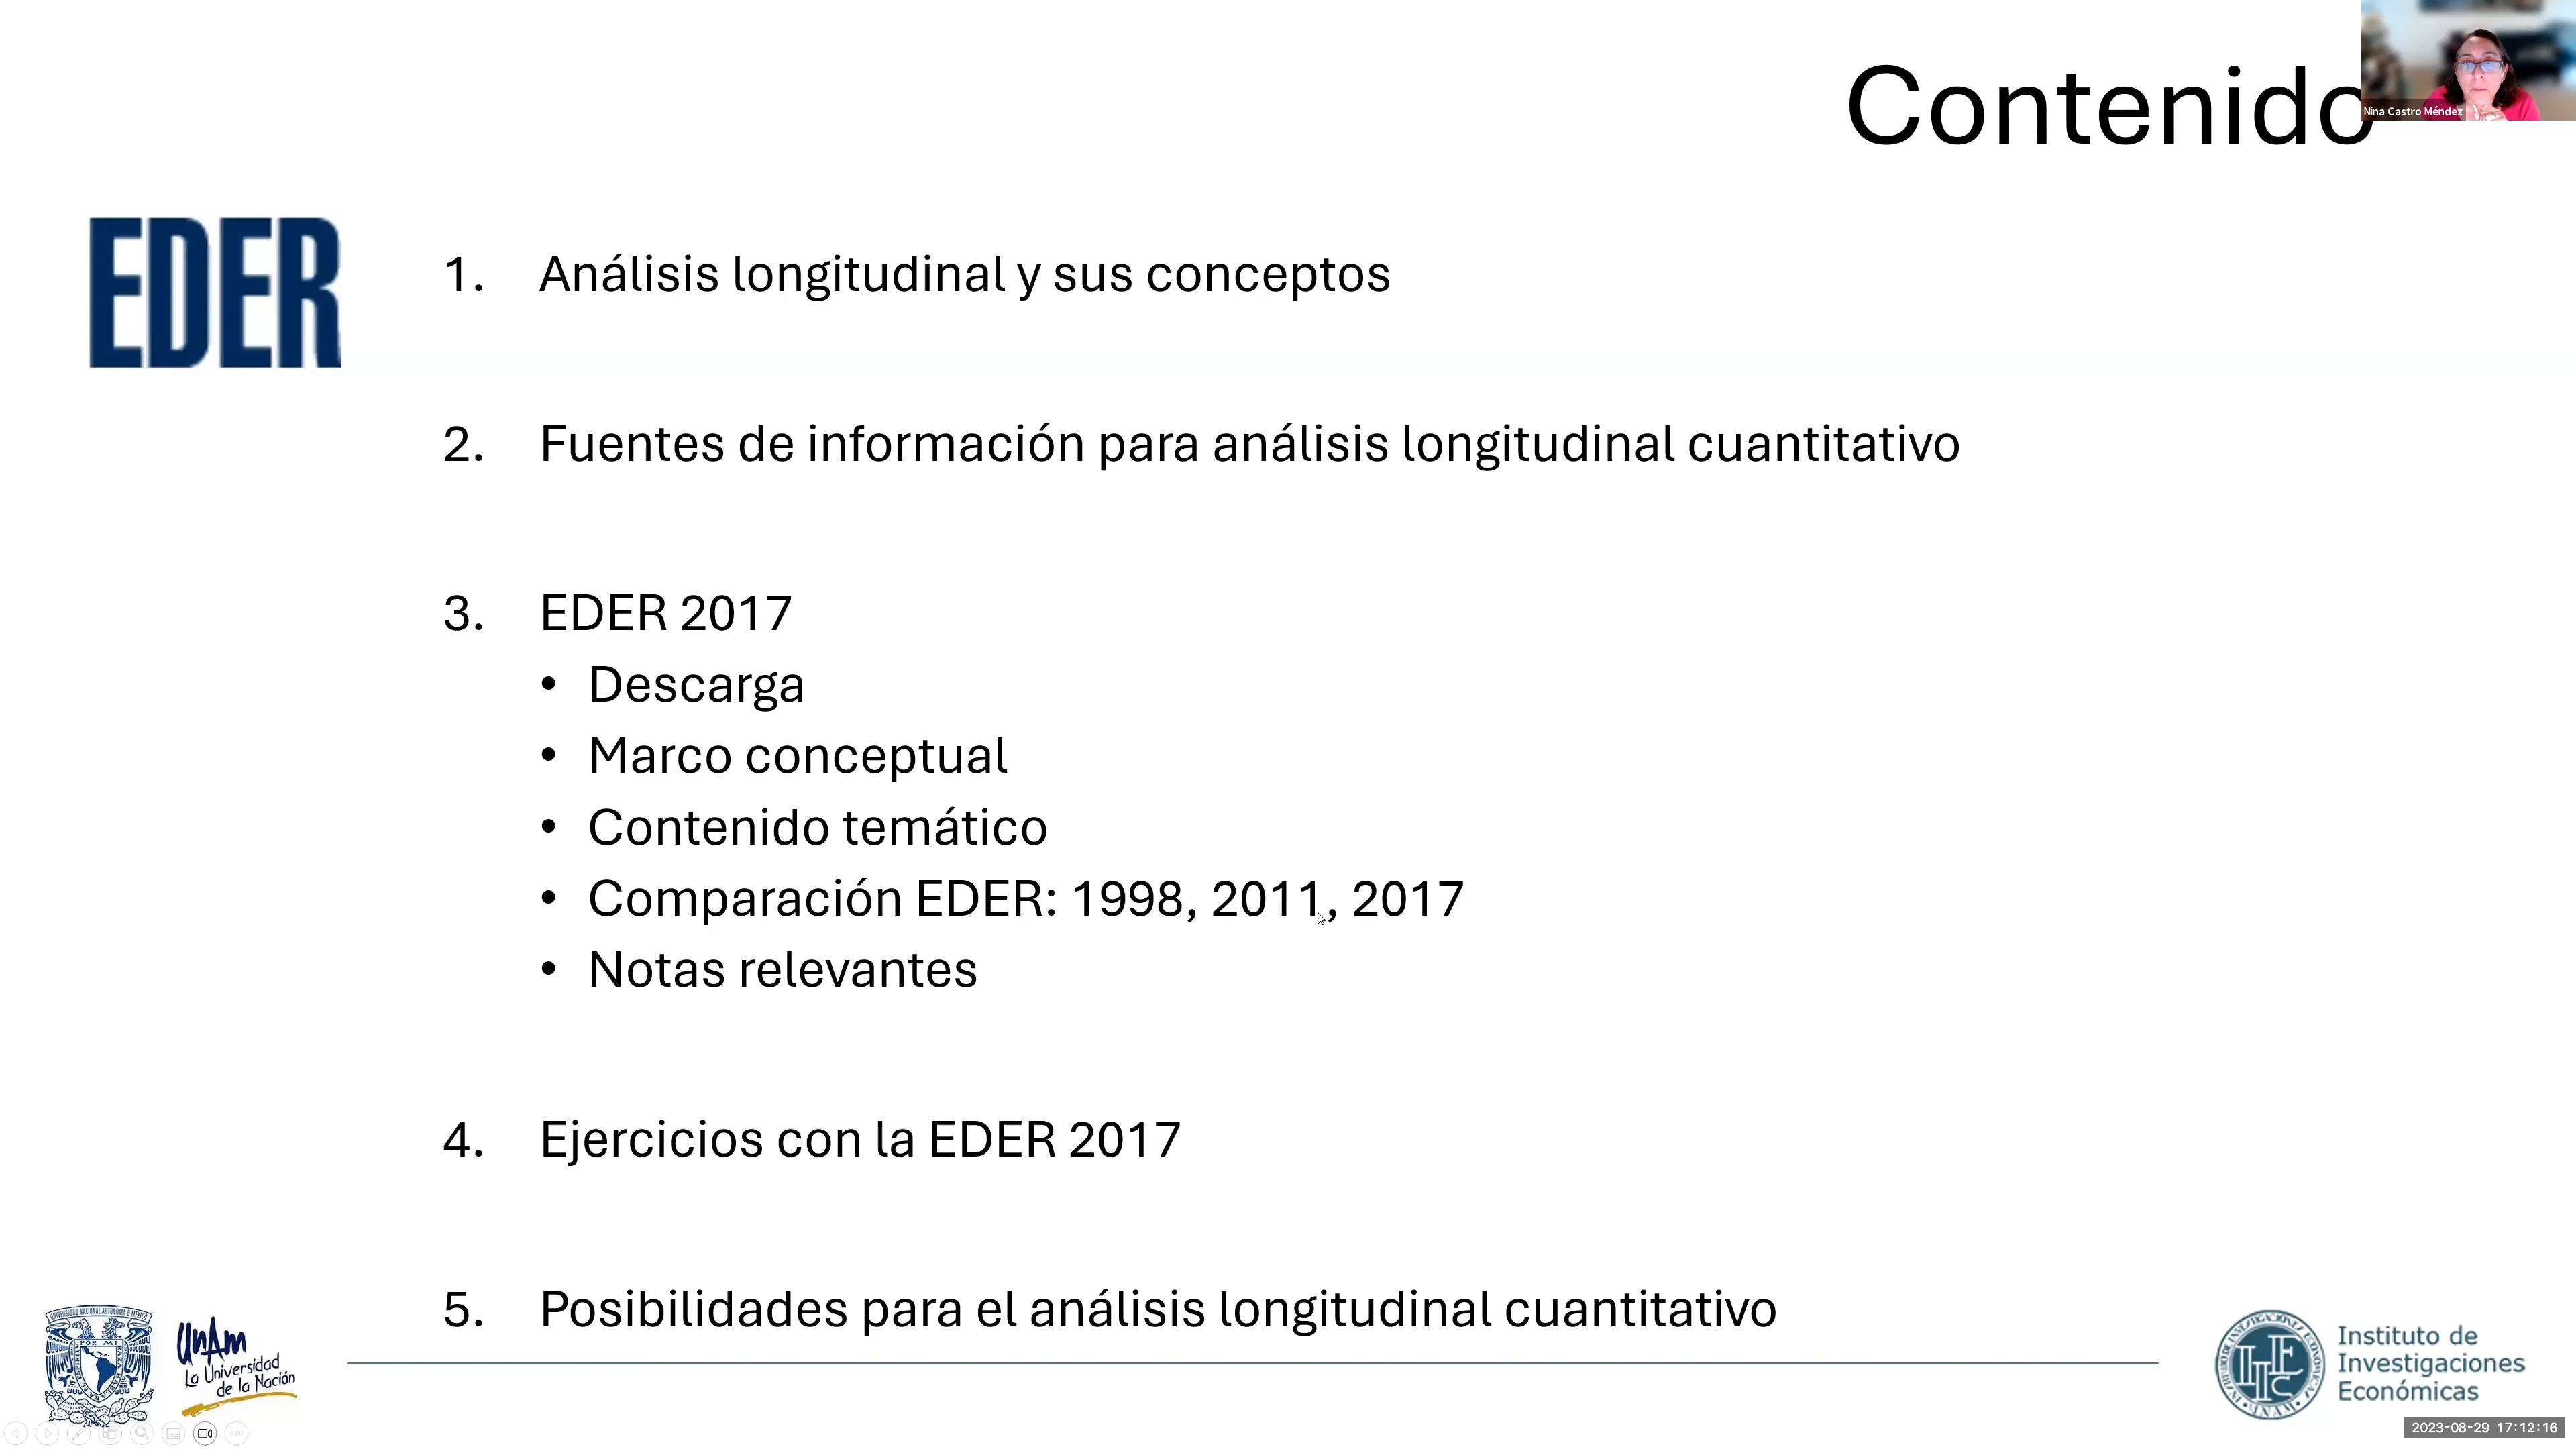 Contenido
Nina Castro Méndez
EDER
1. Análisis longitudinal y sus conceptos
2. Fuentes de información para análisis longitudinal cuantitativo
3. EDER 2017
• Descarga
• Marco conceptual
• Contenido temático
• Comparación EDER: 1998, 2011, 2017
• Notas relevantes
4. Ejercicios con la EDER 2017
5. Posibilidades para el análisis longitudinal cuantitativo
UNAM
La Universidad
de la Nación
Instituto de
Investigaciones
Económicas
2023-08-29 17:12:16